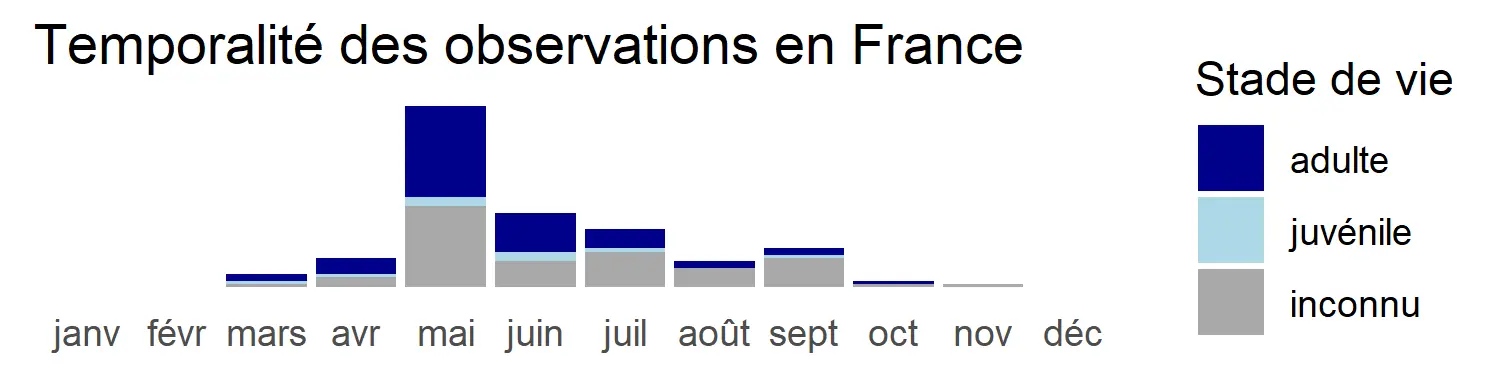 Temporalité des observations en France
janv févr mars avr mai juin juil août sept oct nov déc
Stade de vie
adulte
juvénile
inconnu